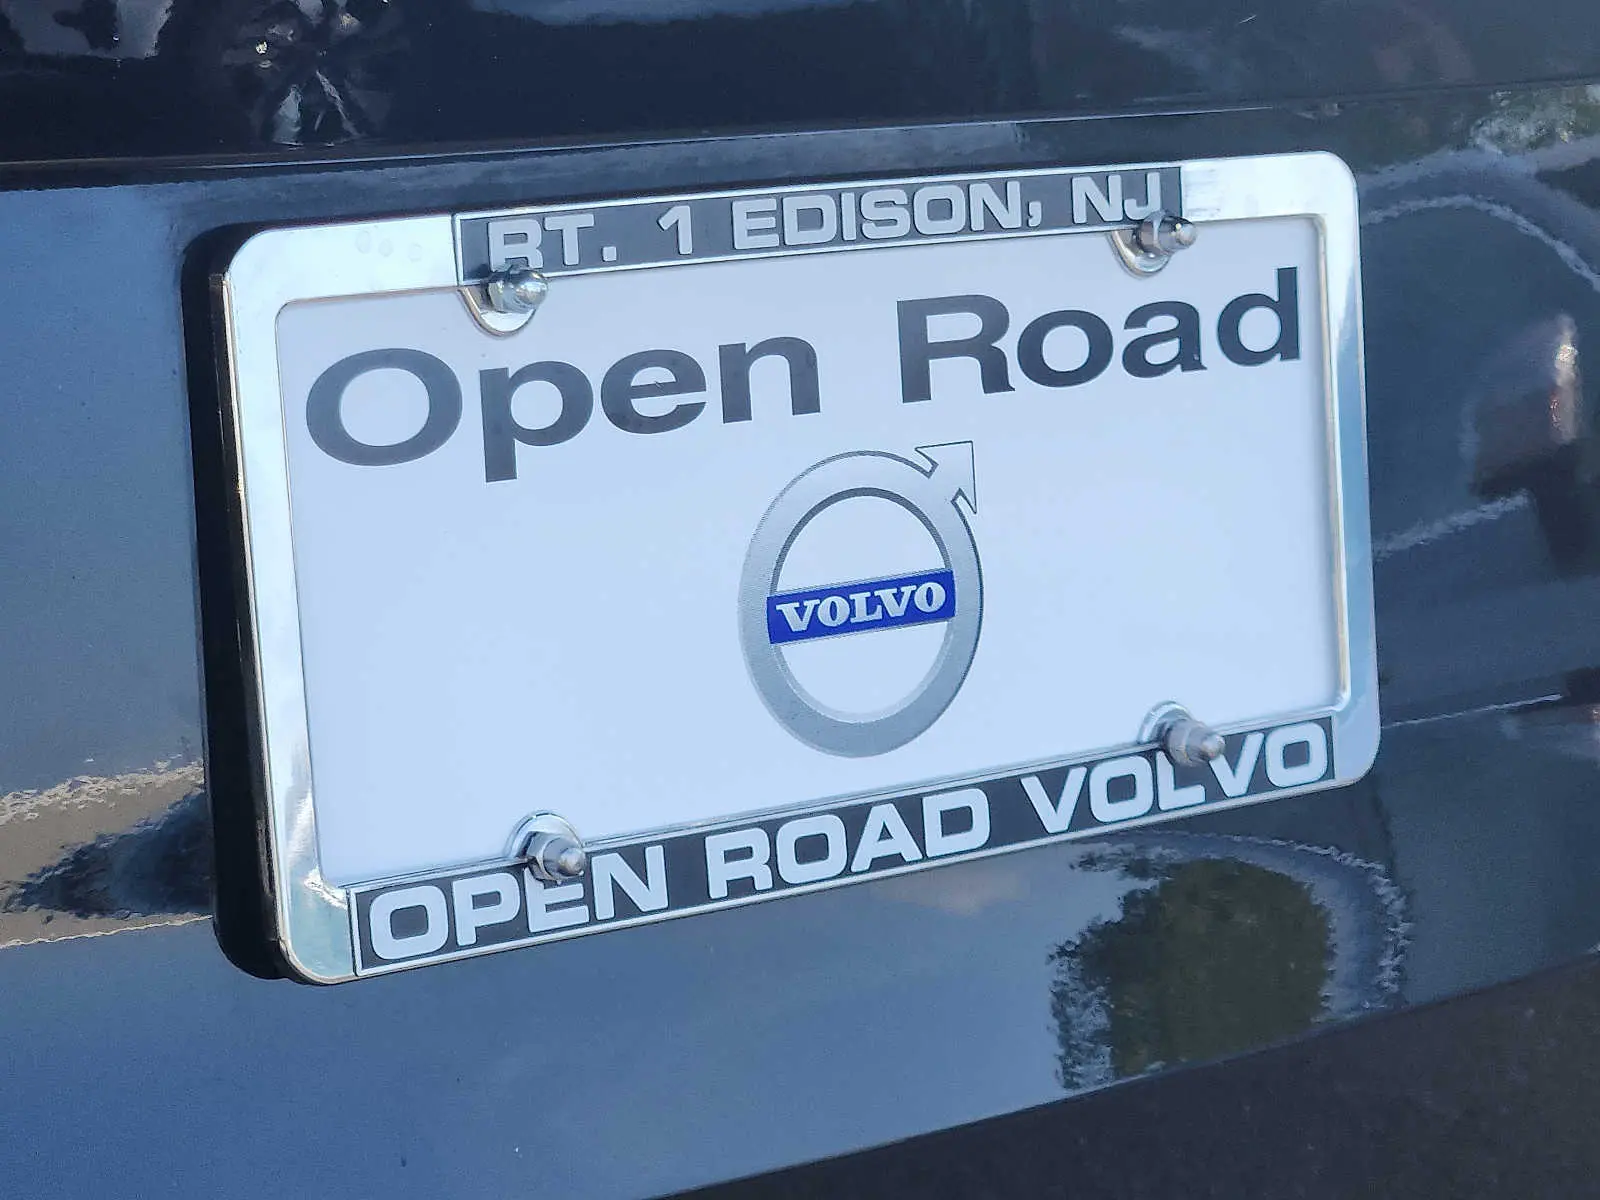 RT. 1 EDISON, NJ
Open Road
VOLVO
OPEN ROAD VOLVO